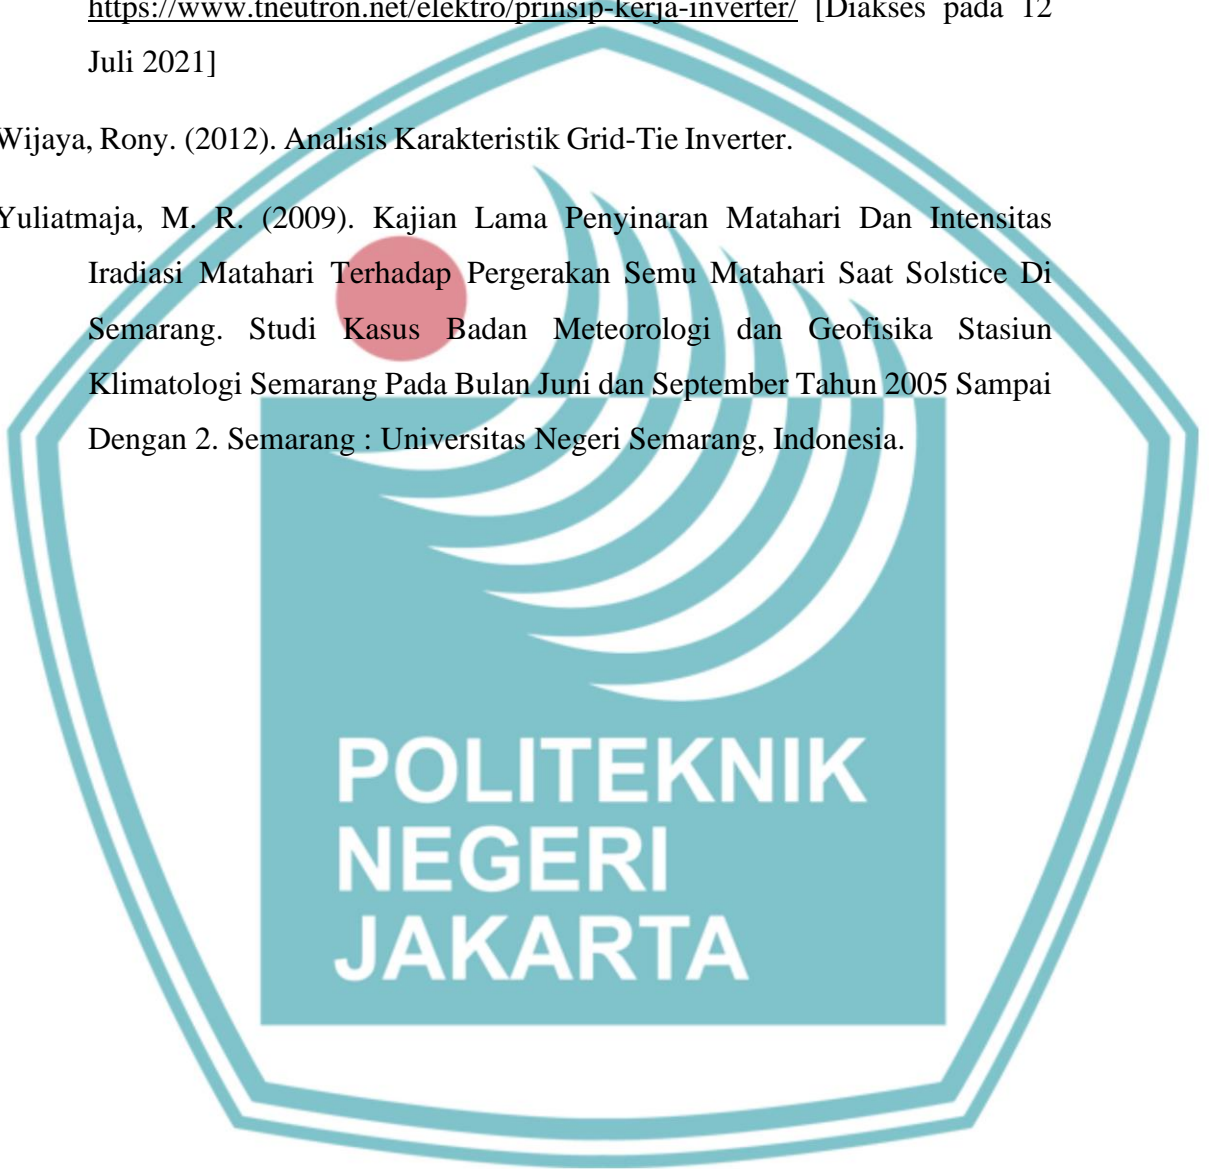 https://www.tneutron.net/elektro/prinsip-kerja-inverter/ [Diakses pada 12
Juli 2021]
Wijaya, Rony. (2012). Analisis Karakteristik Grid-Tie Inverter.
Yuliatmaja, M. R. (2009). Kajian Lama Penyinaran Matahari Dan Intensitas
Iradiasi Matahari Terhadap Pergerakan Semu Matahari Saat Solstice Di
Semarang. Studi Kasus Badan Meteorologi dan Geofisika Stasiun
Klimatologi Semarang Pada Bulan Juni dan September Tahun 2005 Sampai
Dengan 2. Semarang : Universitas Negeri Semarang, Indonesia.
POLITEKNIK
NEGERI
JAKARTA